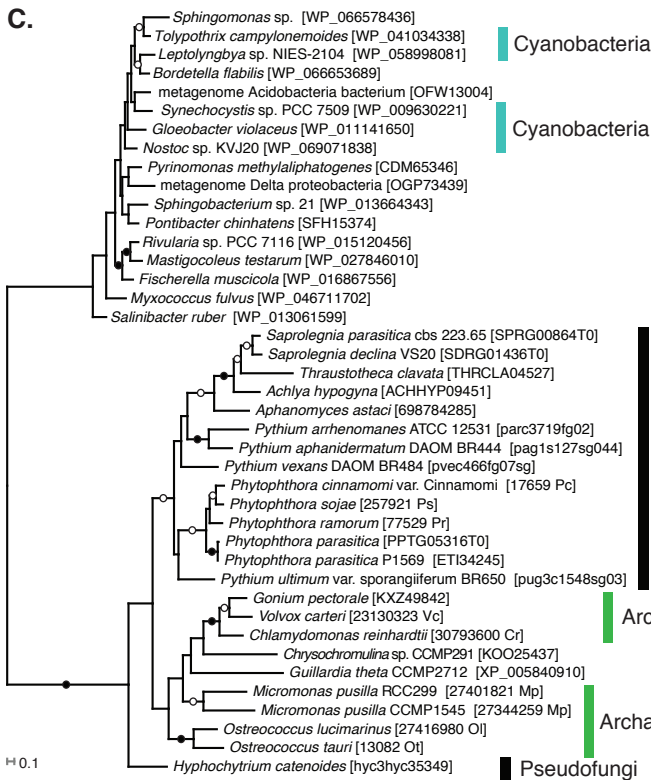 C.
Sphingomonas sp. [WP_066578436]
Tolypothrix campylonemoides [WP_041034338]
Leptolyngbya sp. NIES-2104 [WP_058998081]
Cyanobacteria
Bordetella flabilis [WP_066653689]
metagenome Acidobacteria bacterium [OFW13004]
Synechocystis sp. PCC 7509 [WP_009630221]
Gloeobacter violaceus [WP_011141650]
Cyanobacteria
Nostoc sp. KVJ20 [WP_069071838]
Pyrinomonas methylaliphatogenes [CDM65346]
metagenome Delta proteobacteria [OGP73439]
Sphingobacterium sp. 21 [WP_013664343]
Pontibacter chinhatens [SFH15374]
Rivularia sp. PCC 7116 [WP_015120456]
Mastigocoleus testarum [WP_027846010]
Fischerella muscicola [WP_016867556]
Myxococcus fulvus [WP_046711702]
Salinibacter ruber [WP_013061599]
Saprolegnia parasitica cbs 223.65 [SPRG00864T0]
Saprolegnia declina VS20 [SDRG01436T0]
Thraustotheca clavata [THRCLA04527]
Achlya hypogyna [ACHHYP09451]
Aphanomyces astaci [698784285]
Pythium arrhenomanes ATCC 12531 [parc3719fg02]
Pythium aphanidermatum DAOM BR444 [pag1s127sg044]
Pythium vexans DAOM BR484 [pvec466fg07sg]
Phytophthora cinnamomi var. Cinnamomi [17659 Pc]
Phytophthora sojae [257921 Ps]
Phytophthora ramorum [77529 Pr]
Phytophthora parasitica [PPTG05316T0]
Phytophthora parasitica P1569 [ETI34245]
Pythium ultimum var. sporangiiferum BR650 [pug3c1548sg03]
Gonium pectorale [KXZ49842]
Volvox carteri [23130323 Vc]
Arc
Chlamydomonas reinhardtii [30793600 Cr]
Chrysochromulina sp. CCMP291 [KOO25437]
Guillardia theta CCMP2712 [XP_005840910]
Micromonas pusilla RCC299 [27401821 Mp]
Micromonas pusilla CCMP1545 [27344259 Mp]
Archa
Ostreococcus lucimarinus [27416980 Ol]
Ostreococcus tauri [13082 Ot]
0.1
Hyphochytrium catenoides [hyc3hyc35349]
Pseudofungi